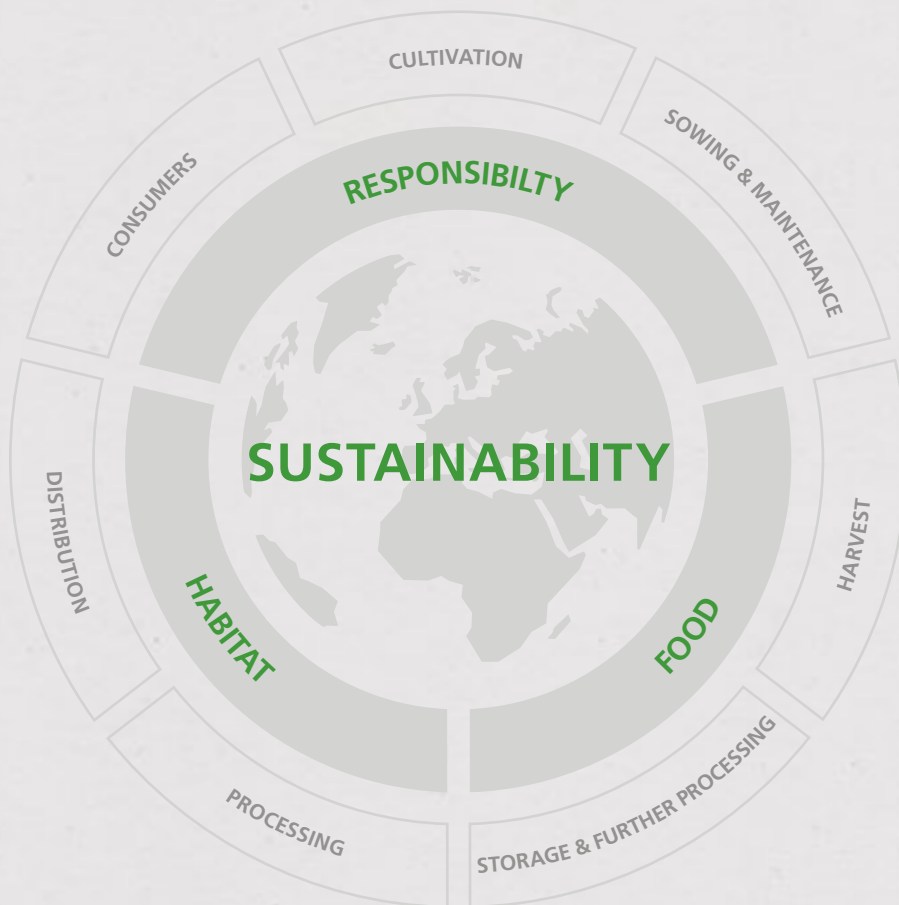 CULTIVATION
SOWING & MAINTENANCE
HARVEST
STORAGE & FURTHER PROCESSING
PROCESSING
DISTRIBUTION
CONSUMERS
RESPONSIBILTY
FOOD
HABITAT
SUSTAINABILITY